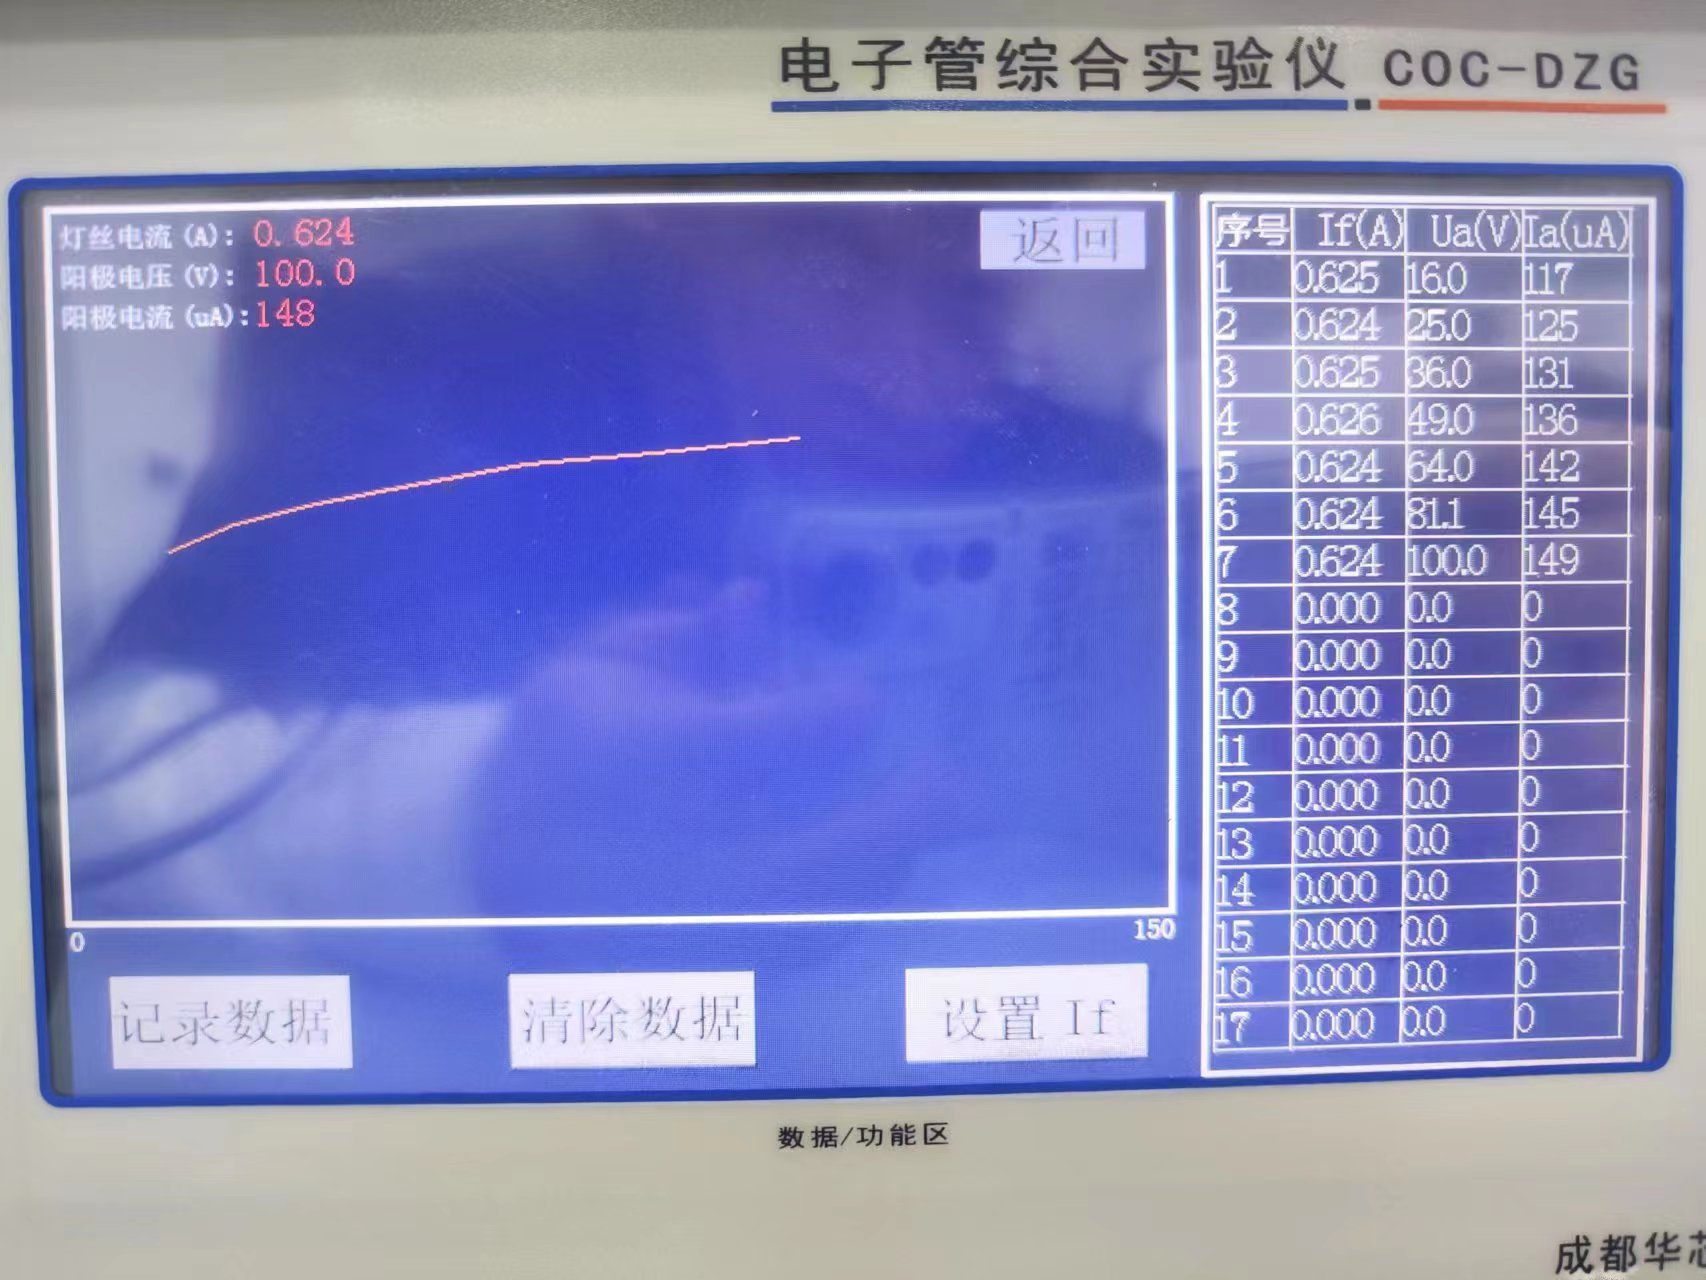 电子管综合实验仪 COC-DZG
灯丝电流(A): 0.624
阳极电压(V): 100.0
阳极电流(uA):148
返回
0 150
记录数据 清除数据 设置 If
序号 If(A) Ua(V) Ia(uA)
1 0.625 16.0 117
2 0.624 25.0 125
3 0.625 36.0 131
4 0.626 49.0 136
5 0.624 64.0 142
6 0.624 81.1 145
7 0.624 100.0 149
8 0.000 0.0 0
9 0.000 0.0 0
10 0.000 0.0 0
11 0.000 0.0 0
12 0.000 0.0 0
13 0.000 0.0 0
14 0.000 0.0 0
15 0.000 0.0 0
16 0.000 0.0 0
17 0.000 0.0 0
数据/功能区
成都华